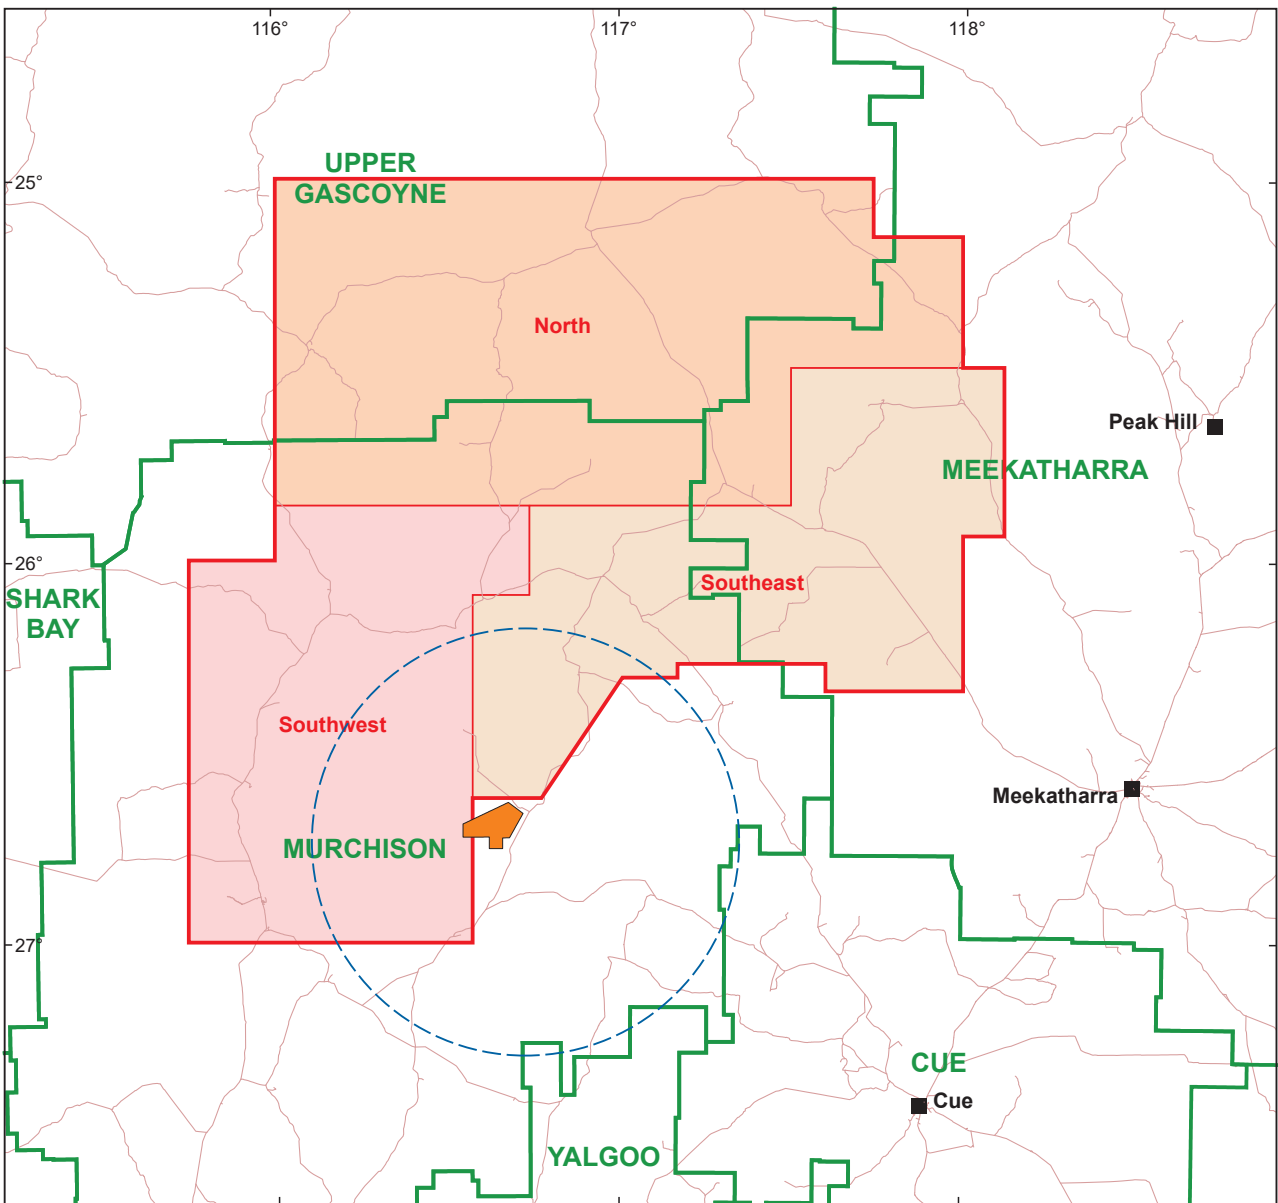 116°
117°
118°
UPPER
GASCOYNE
25°
North
Peak Hill
MEEKATHARRA
26°
Southeast
SHARK
BAY
Southwest
Meekatharra
MURCHISON
27°
CUE
Cue
YALGOO